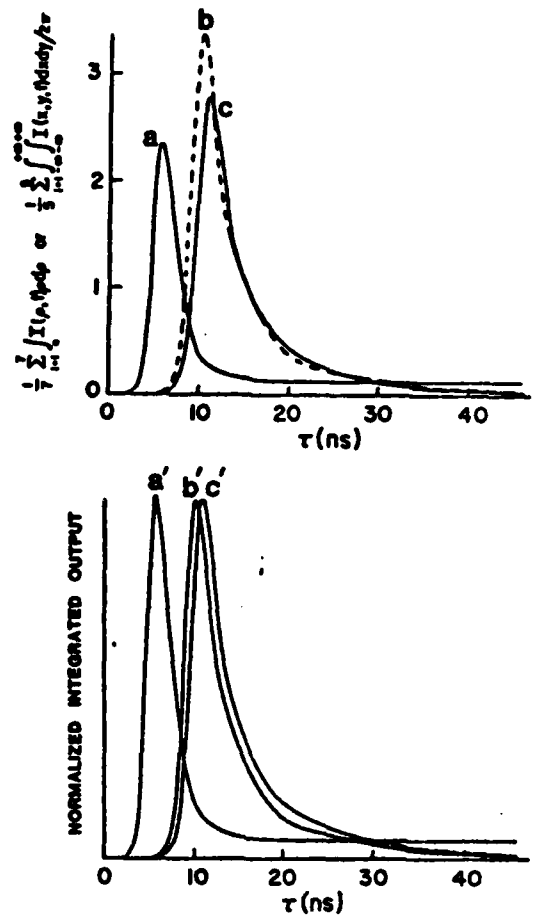 b
3
c
a
2
1
0
0 10 20 30 40
τ(ns)
a′ b′ c′
NORMALIZED INTEGRATED OUTPUT
0 10 20 30 40
τ(ns)